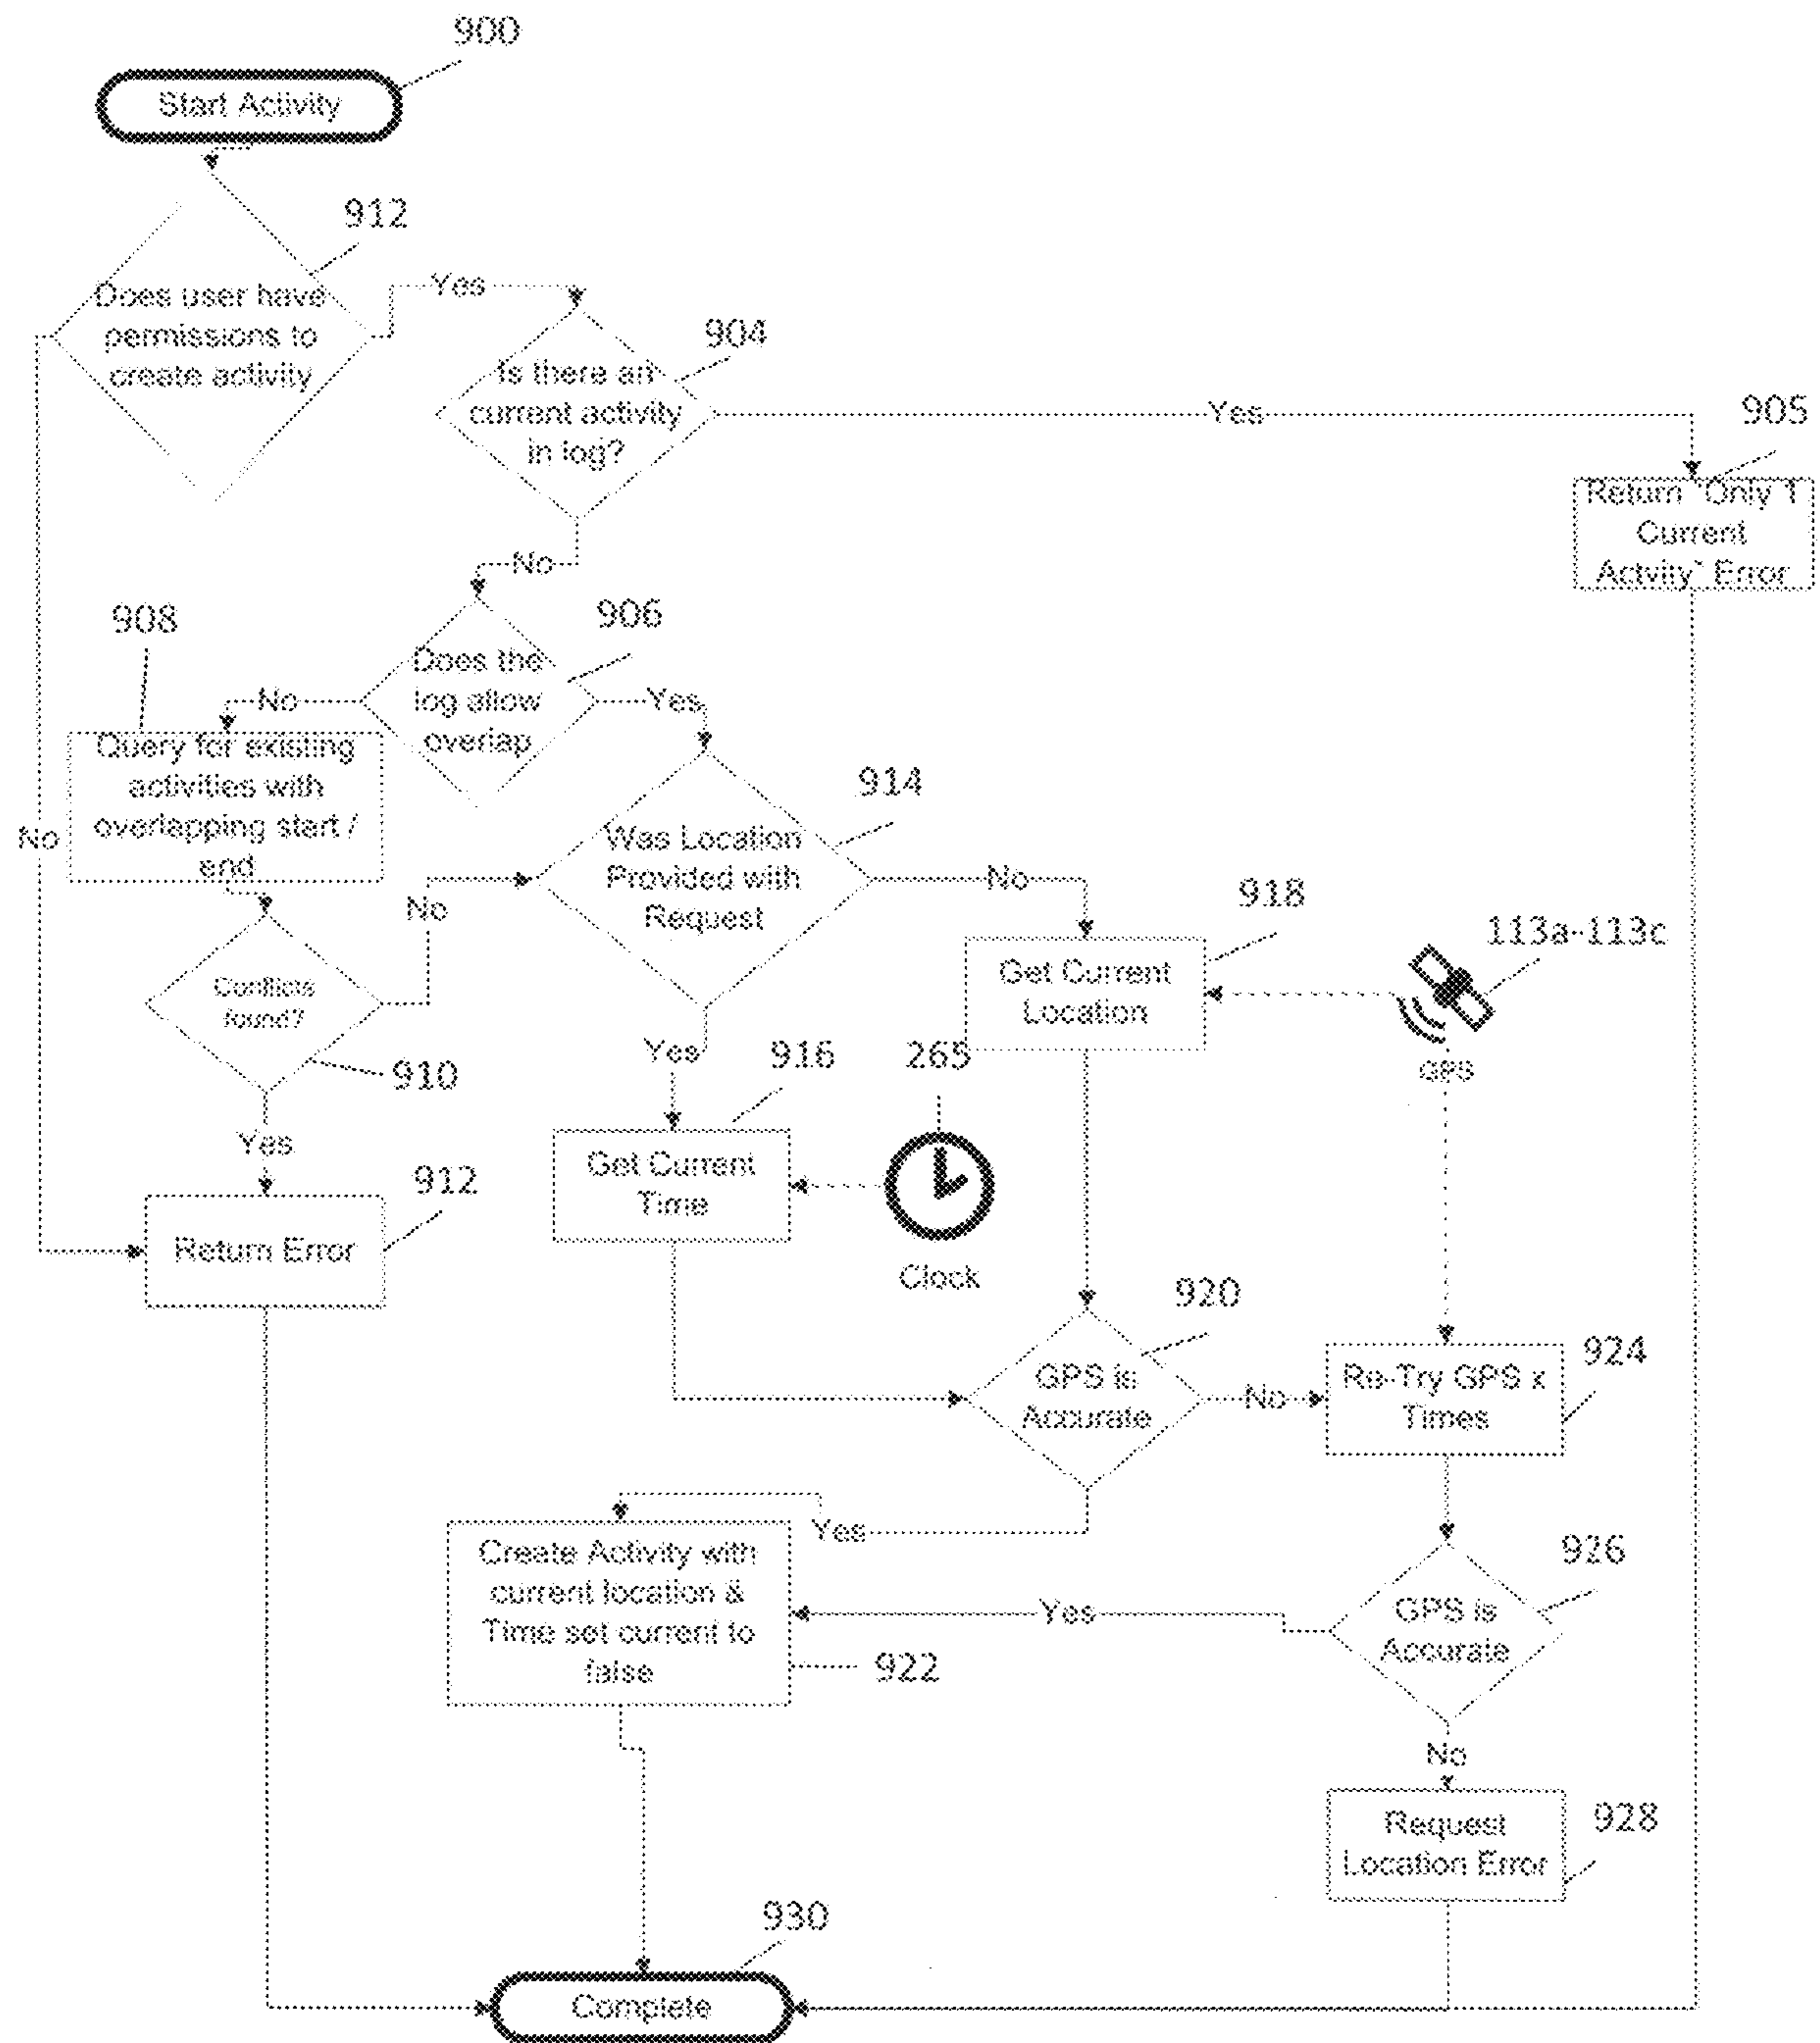 900
Start Activity
912
Does user have
permissions to
create activity
Yes
904
Is there an
current activity
in log?
Yes
905
Return "Only 1
Current
Actvity" Error
No
906
Does the
log allow
overlap
No
Yes
908
Query for existing
activities with
overlapping start /
end
No
914
Was Location
Provided with
Request
No
No
Conflicts
found?
910
Yes
918
Get Current
Location
113a-113c
GPS
Yes
916
265
Get Current
Time
Clock
912
Return Error
920
GPS is
Accurate
No
924
Re-Try GPS x
Times
Yes
Create Activity with
current location &
Time set current to
false
922
Yes
926
GPS is
Accurate
No
Request
Location Error
928
930
Complete